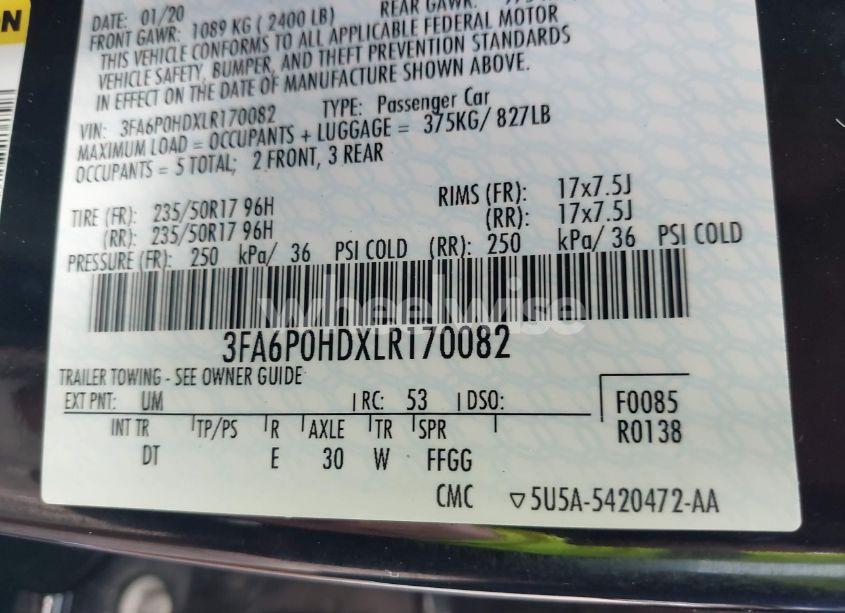 ON
DATE: 01/20
FRONT GAWR: 1089 KG ( 2400 LB) REAR GAWR:
THIS VEHICLE CONFORMS TO ALL APPLICABLE FEDERAL MOTOR
VEHICLE SAFETY, BUMPER, AND THEFT PREVENTION STANDARDS
IN EFFECT ON THE DATE OF MANUFACTURE SHOWN ABOVE.
VIN: 3FA6P0HDXLR170082 TYPE: Passenger Car
MAXIMUM LOAD = OCCUPANTS + LUGGAGE = 375KG/ 827LB
OCCUPANTS = 5 TOTAL; 2 FRONT, 3 REAR
TIRE (FR): 235/50R17 96H RIMS (FR): 17x7.5J
(RR): 235/50R17 96H (RR): 17x7.5J
PRESSURE (FR): 250 kPa/ 36 PSI COLD (RR): 250 kPa/ 36 PSI COLD
wheelwise
3FA6P0HDXLR170082
TRAILER TOWING - SEE OWNER GUIDE
EXT PNT: UM RC: 53 DSO: F0085
INT TR TP/PS R AXLE TR SPR R0138
DT E 30 W FFGG
CMC ▽5U5A-5420472-AA